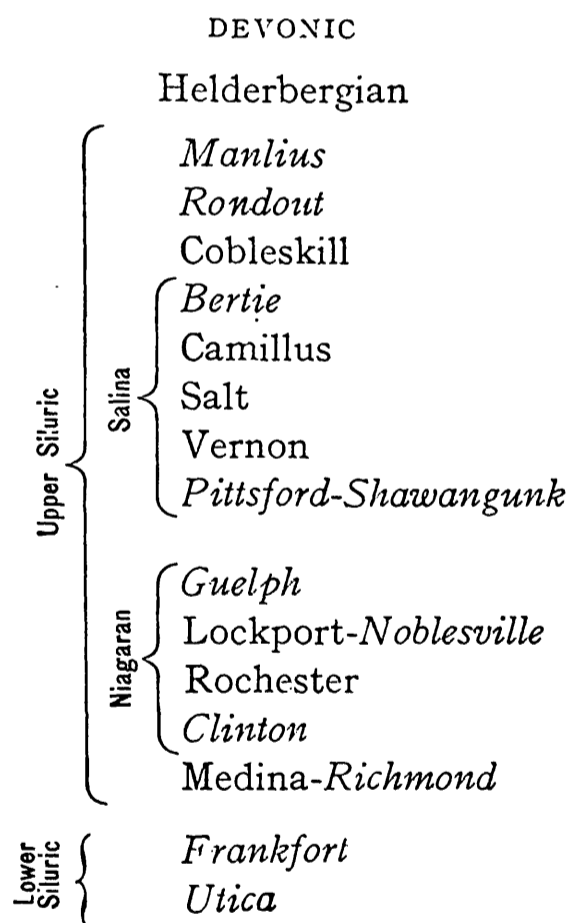 DEVONIC
Helderbergian
Manlius
Rondout
Cobleskill
Bertie
Camillus
Salt
Vernon
Pittsford-Shawangunk
Salina
Guelph
Lockport-Noblesville
Rochester
Clinton
Niagaran
Medina-Richmond
Upper Siluric
Frankfort
Utica
Lower
Siluric